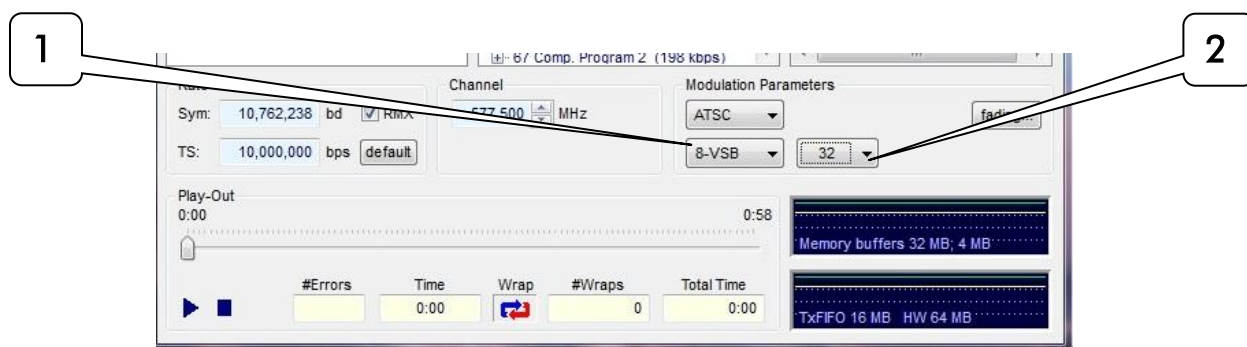 1
2
67 Comp. Program 2 (198 kbps)
Channel
Modulation Parameters
Sym: 10,762,238 bd RMX
577,500 MHz
ATSC
TS: 10,000,000 bps default
8-VSB
32
Play-Out
0:00
0:58
Memory buffers 32 MB; 4 MB
#Errors Time Wrap #Wraps Total Time
0:00 0 0:00
TxFIFO 16 MB HW 64 MB